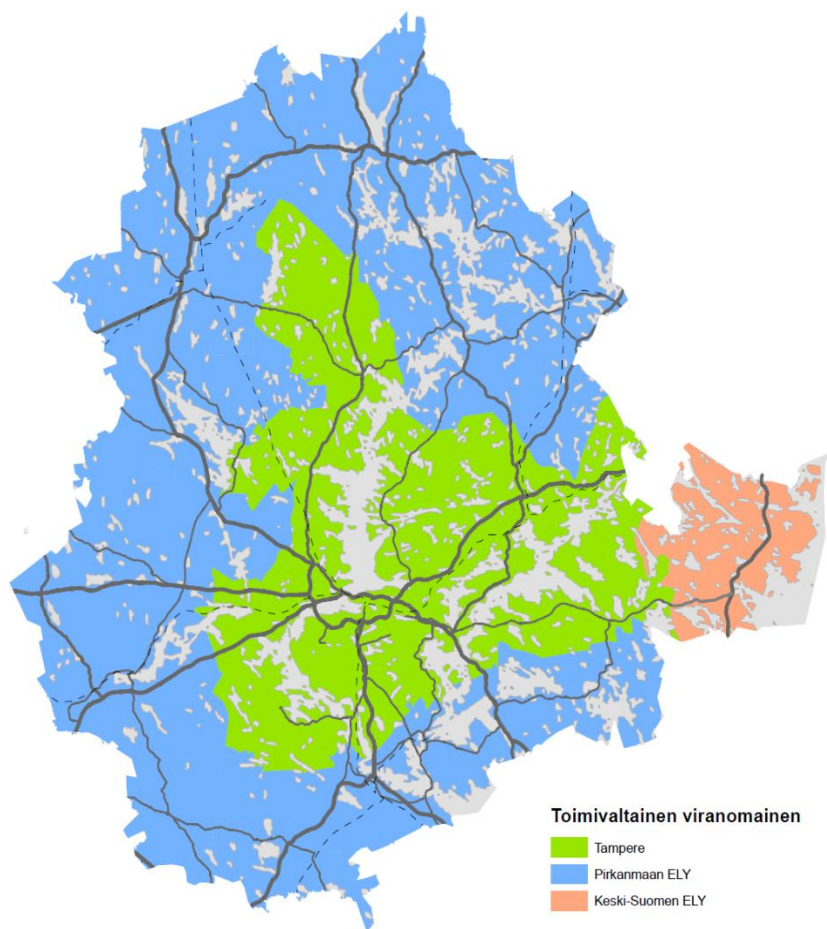 Toimivaltainen viranomainen
Tampere
Pirkanmaan ELY
Keski-Suomen ELY